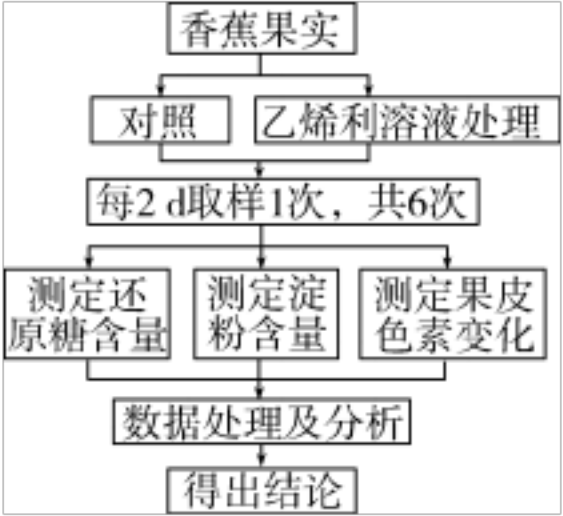 香蕉果实
对照
乙烯利溶液处理
每2 d取样1次，共6次
测定还
原糖含量
测定淀
粉含量
测定果皮
色素变化
数据处理及分析
得出结论